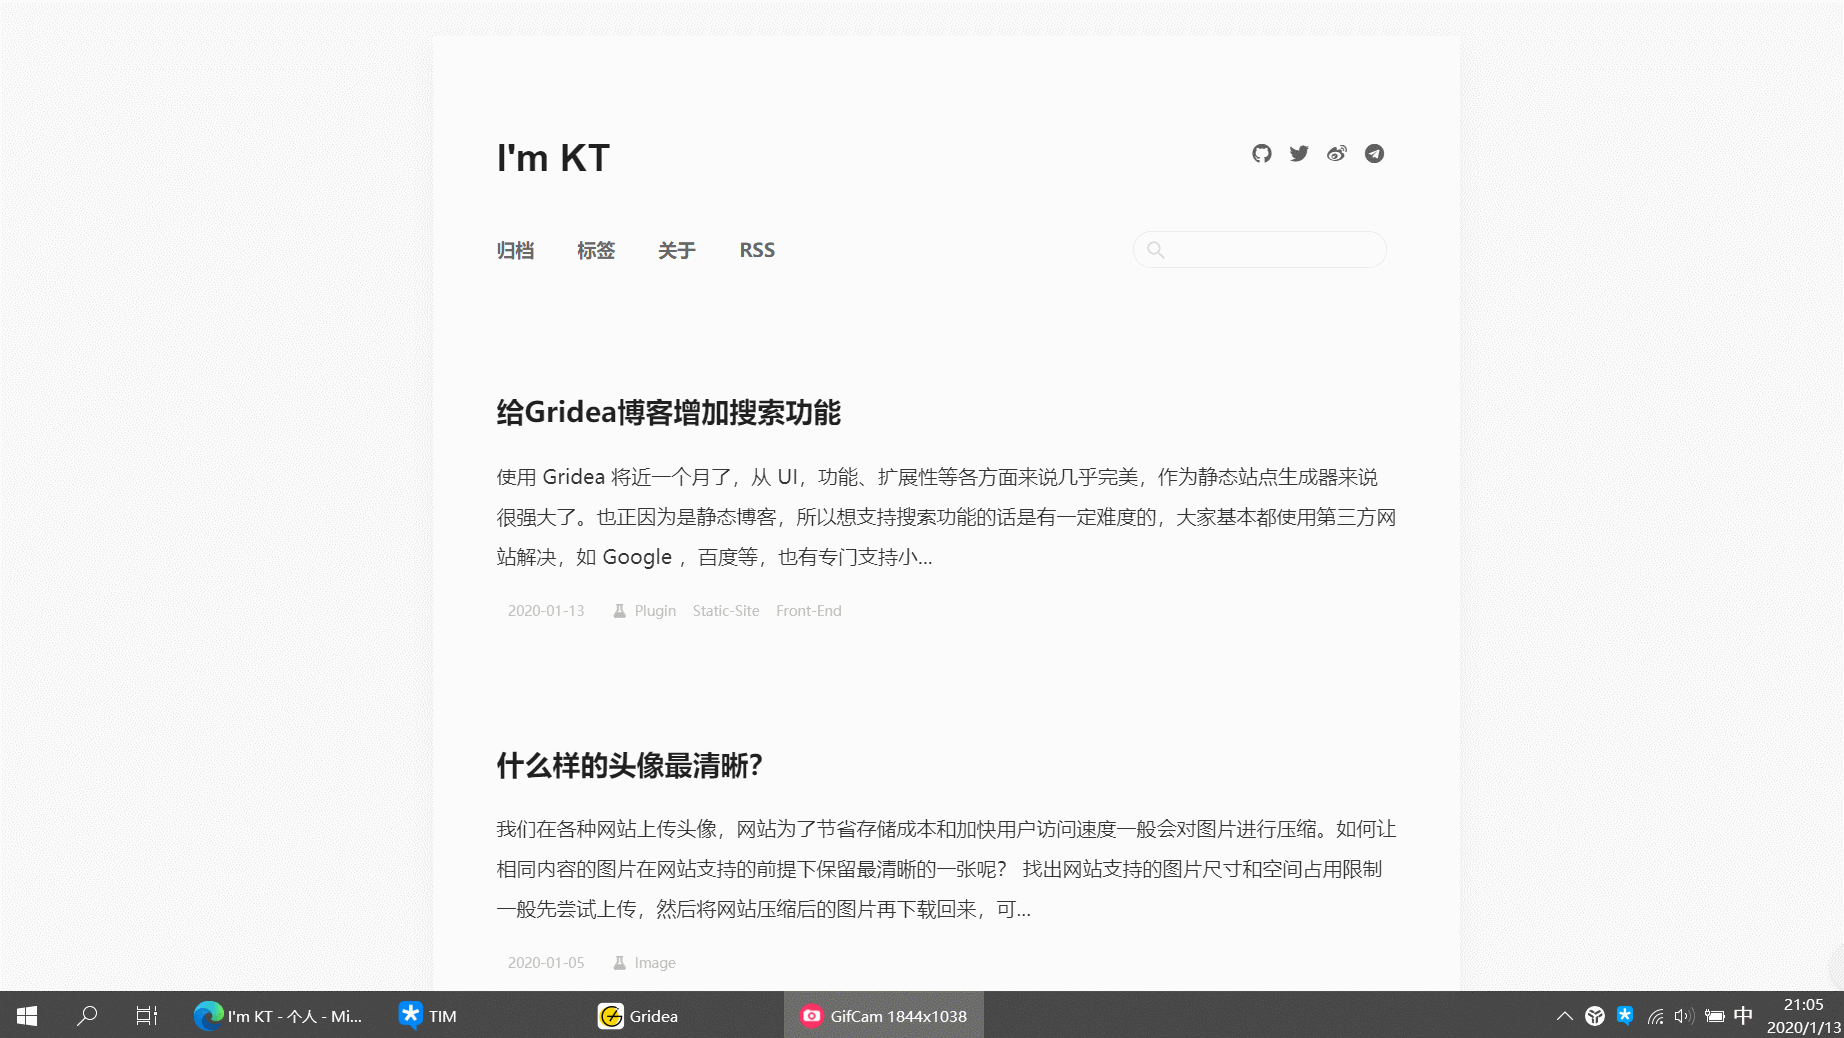 I'm KT
归档 标签 关于 RSS
给Gridea博客增加搜索功能
使用 Gridea 将近一个月了，从 UI，功能、扩展性等各方面来说几乎完美，作为静态站点生成器来说
很强大了。也正因为是静态博客，所以想支持搜索功能的话是有一定难度的，大家基本都使用第三方网
站解决，如 Google ，百度等，也有专门支持小...
2020-01-13 Plugin Static-Site Front-End
什么样的头像最清晰？
我们在各种网站上传头像，网站为了节省存储成本和加快用户访问速度一般会对图片进行压缩。如何让
相同内容的图片在网站支持的前提下保留最清晰的一张呢？ 找出网站支持的图片尺寸和空间占用限制
一般先尝试上传，然后将网站压缩后的图片再下载回来，可...
2020-01-05 Image
I'm KT - 个人 - Mi... TIM Gridea GifCam 1844x1038 中 21:05
2020/1/13